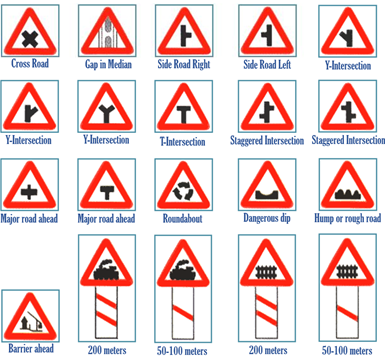 Cross Road
Gap in Median
Side Road Right
Side Road Left
Y-Intersection
Y-Intersection
Y-Intersection
T-Intersection
Staggered Intersection
Staggered Intersection
Major road ahead
Major road ahead
Roundabout
Dangerous dip
Hump or rough road
Barrier ahead
200 meters
50-100 meters
200 meters
50-100 meters